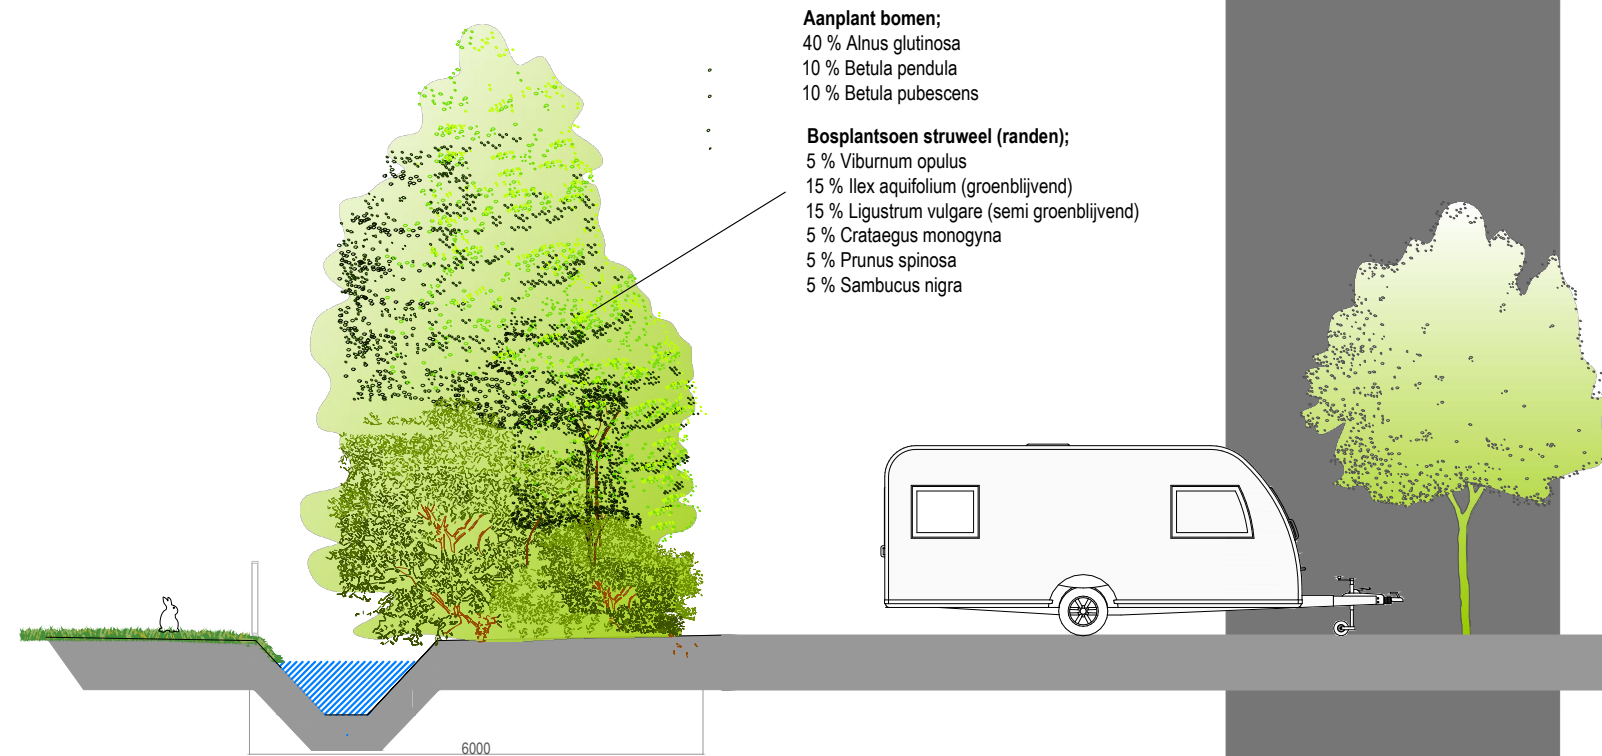 Aanplant bomen;
40 % Alnus glutinosa
10 % Betula pendula
10 % Betula pubescens
Bosplantsoen struweel (randen);
5 % Viburnum opulus
15 % Ilex aquifolium (groenblijvend)
15 % Ligustrum vulgare (semi groenblijvend)
5 % Crataegus monogyna
5 % Prunus spinosa
5 % Sambucus nigra
6000